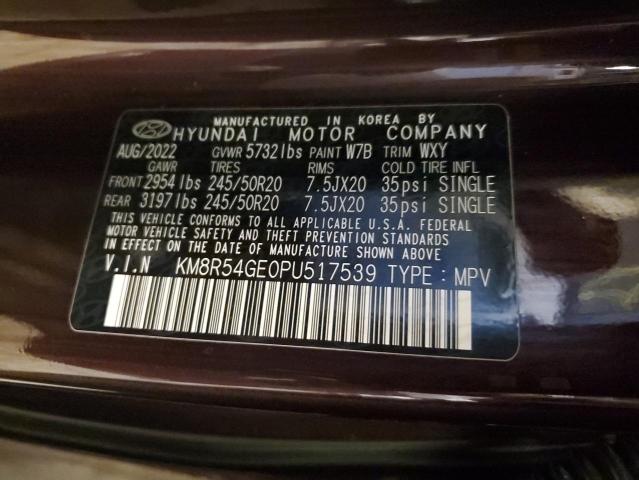 MANUFACTURED IN KOREA BY
HYUNDAI MOTOR COMPANY
AUG/2022 GVWR 5732lbs PAINT W7B TRIM WXY
GAWR TIRES RIMS COLD TIRE INFL
FRONT 2954lbs 245/50R20 7.5JX20 35psi SINGLE
REAR 3197lbs 245/50R20 7.5JX20 35psi SINGLE
THIS VEHICLE CONFORMS TO ALL APPLICABLE U.S.A. FEDERAL
MOTOR VEHICLE SAFETY AND THEFT PREVENTION STANDARDS
IN EFFECT ON THE DATE OF MANUFACTURE SHOWN ABOVE
V.I.N KM8R54GE0PU517539 TYPE : MPV